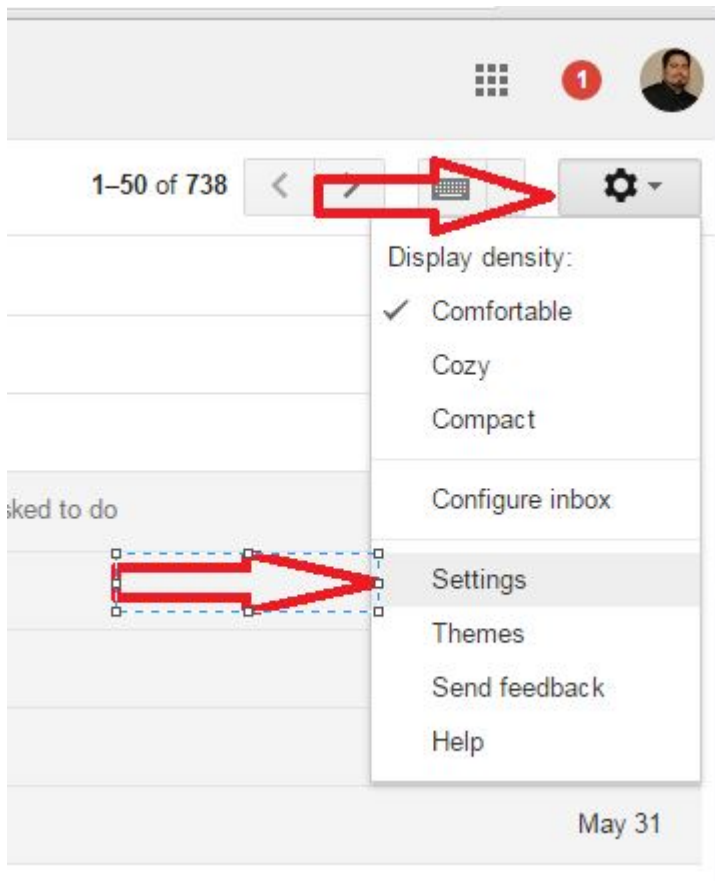 1
1–50 of 738
Display density:
Comfortable
Cozy
Compact
Configure inbox
ked to do
Settings
Themes
Send feedback
Help
May 31